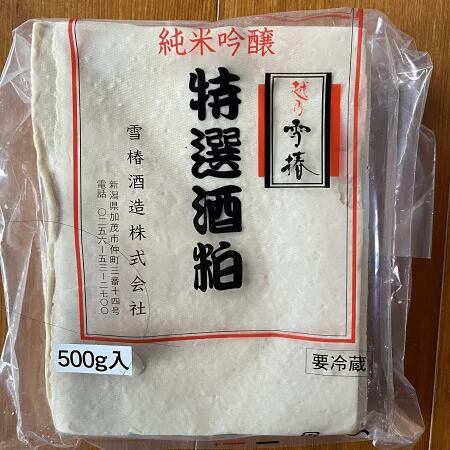 純米吟醸
越乃
雪椿
特選酒粕
雪椿酒造株式会社
新潟県加茂市仲町三番十四号
電話 〇二五六-五三-二七〇〇
500g入
要冷蔵